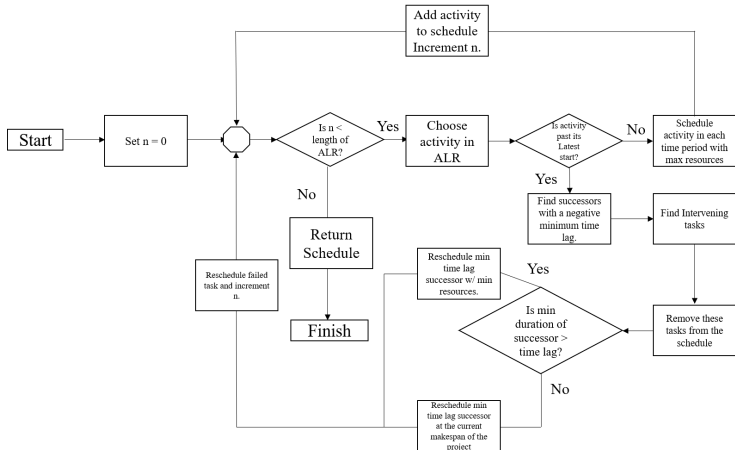 Add activity
to schedule
Increment n.
Start
Set n = 0
Is n <
length of
ALR?
Yes
Choose
activity in
ALR
Is activity
past its
Latest
start?
No
Schedule
activity in each
time period with
max resources
No
Yes
Return
Schedule
Find successors
with a negative
minimum time
lag.
Find Intervening
tasks
Reschedule failed
task and increment
n.
Reschedule min
time lag
successor w/ min
resources.
Yes
Finish
Is min
duration of
successor >
time lag?
Remove these
tasks from the
schedule
No
Reschedule min
time lag successor
at the current
makespan of the
project